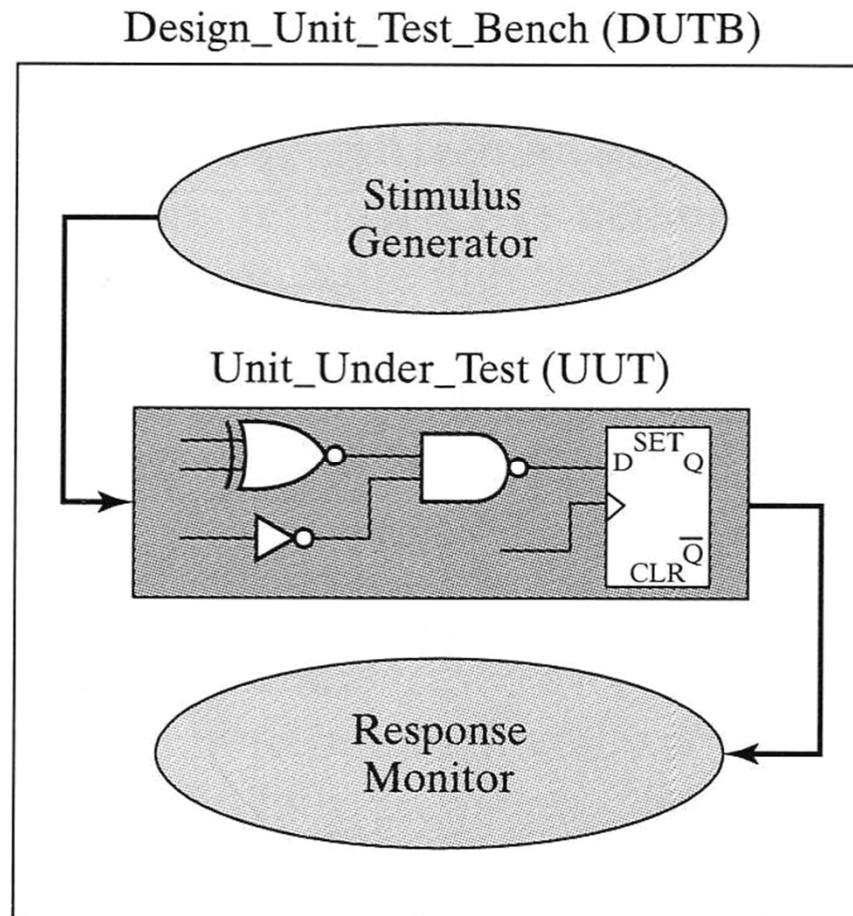 Design_Unit_Test_Bench (DUTB)
Stimulus
Generator
Unit_Under_Test (UUT)
SET
D Q
Q
CLR
Response
Monitor